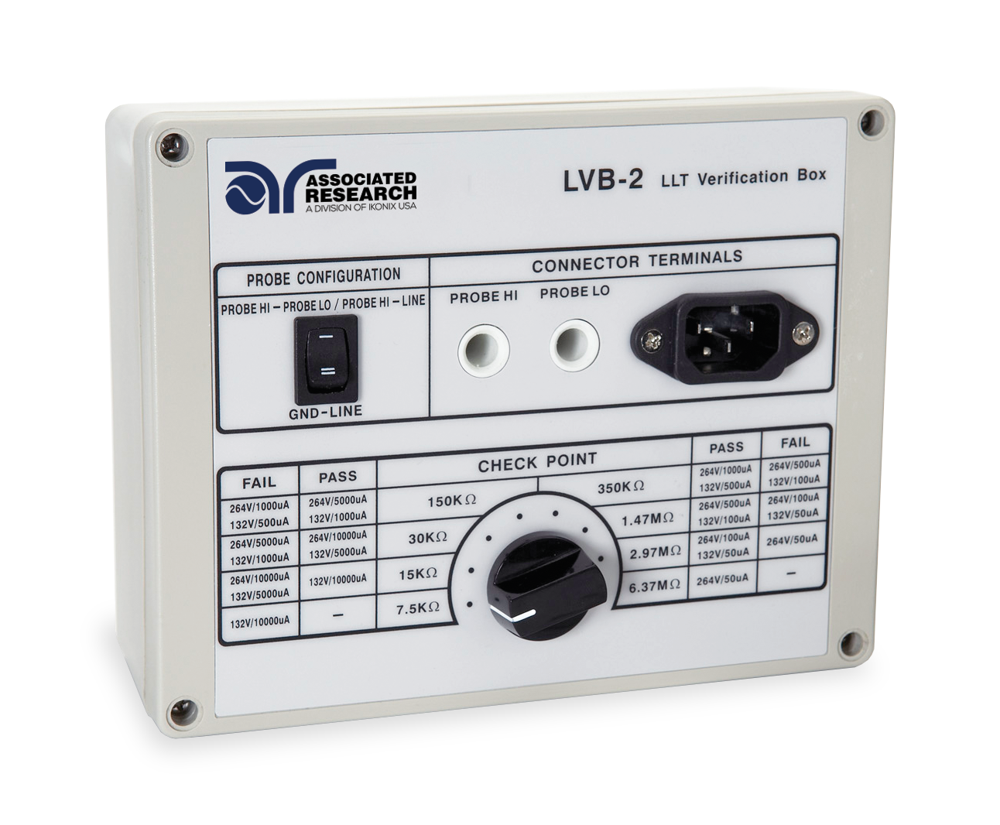 ASSOCIATED
RESEARCH
A DIVISION OF IKONIX USA
LVB-2 LLT Verification Box
PROBE CONFIGURATION
PROBE HI – PROBE LO / PROBE HI – LINE
GND-LINE
CONNECTOR TERMINALS
PROBE HI PROBE LO
FAIL PASS CHECK POINT PASS FAIL
264V/1000uA
132V/500uA
264V/5000uA
132V/1000uA
150KΩ
350KΩ
264V/1000uA
132V/500uA
264V/500uA
132V/100uA
264V/5000uA
132V/1000uA
264V/10000uA
132V/5000uA
30KΩ
1.47MΩ
264V/500uA
132V/100uA
264V/100uA
132V/50uA
264V/10000uA
132V/5000uA
132V/10000uA
15KΩ
2.97MΩ
264V/100uA
132V/50uA
264V/50uA
132V/10000uA
–
7.5KΩ
6.37MΩ
264V/50uA
–